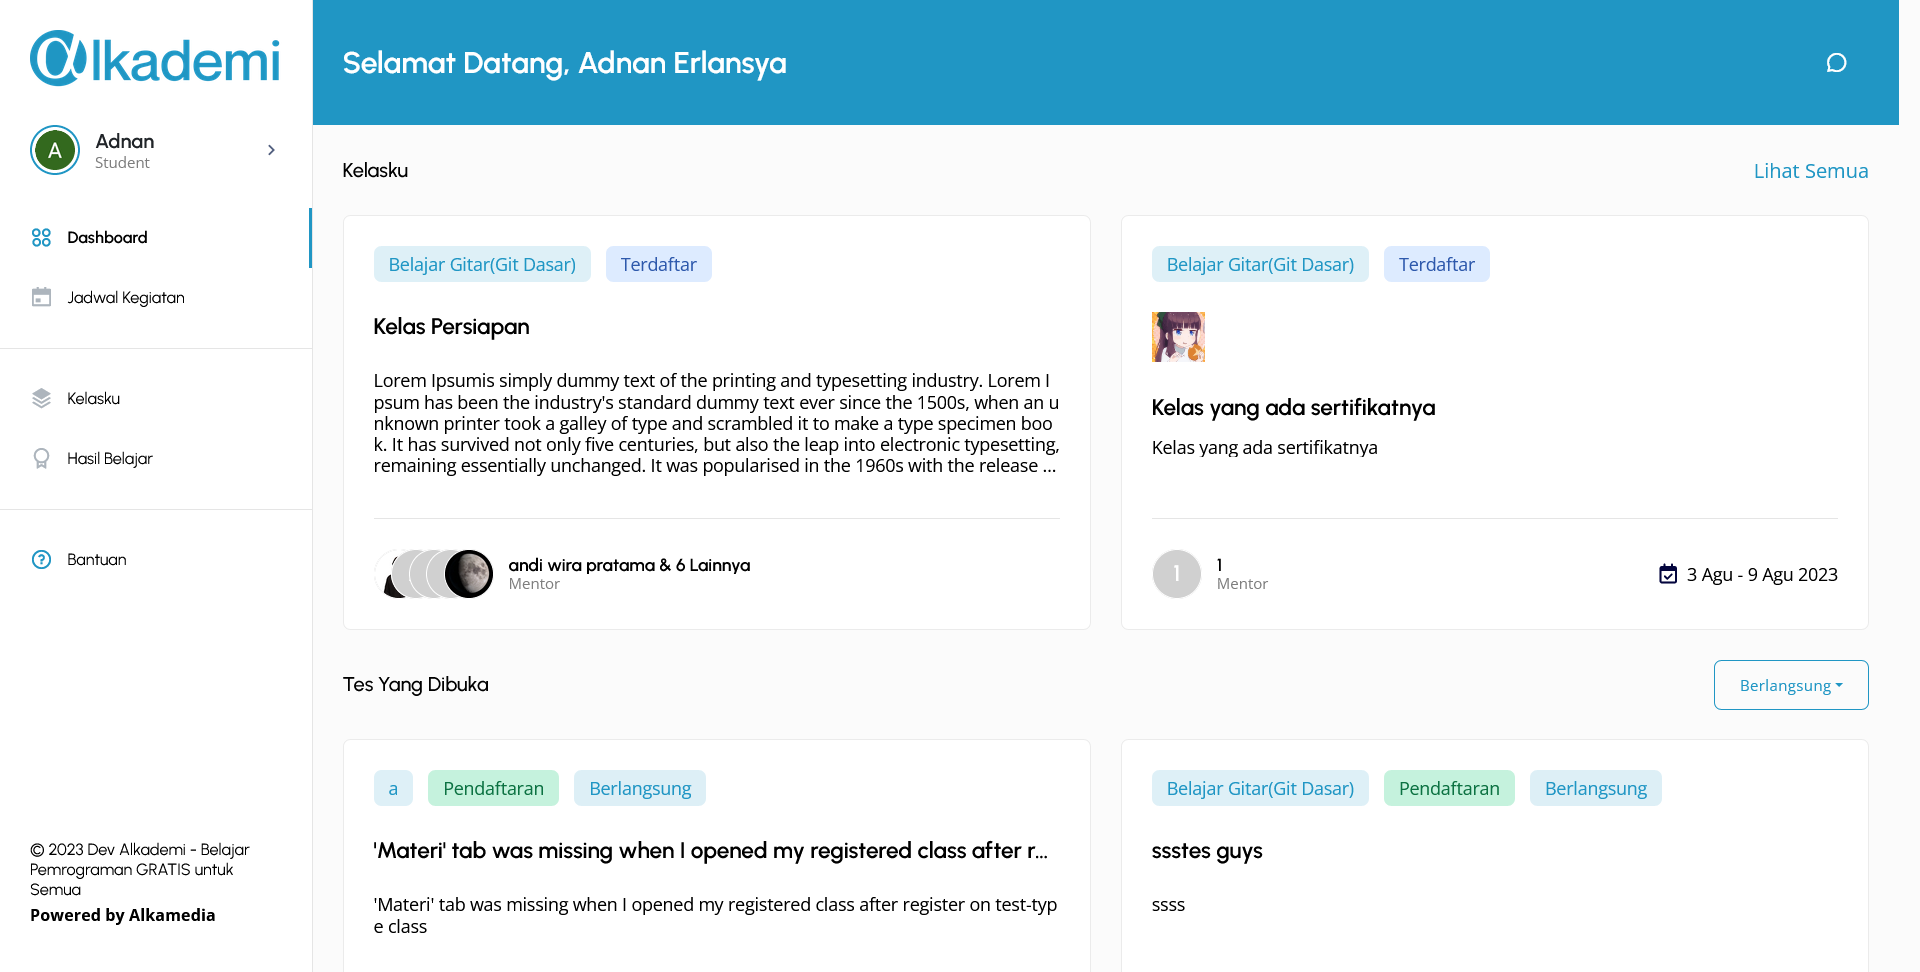 Alkademi
Selamat Datang, Adnan Erlansya
A
Adnan
Student
Dashboard
Jadwal Kegiatan
Kelasku
Hasil Belajar
Bantuan
© 2023 Dev Alkademi - Belajar
Pemrograman GRATIS untuk
Semua
Powered by Alkamedia
Kelasku
Lihat Semua
Belajar Gitar(Git Dasar)
Terdaftar
Kelas Persiapan
Lorem Ipsumis simply dummy text of the printing and typesetting industry. Lorem I
psum has been the industry's standard dummy text ever since the 1500s, when an u
nknown printer took a galley of type and scrambled it to make a type specimen boo
k. It has survived not only five centuries, but also the leap into electronic typesetting,
remaining essentially unchanged. It was popularised in the 1960s with the release ...
andi wira pratama & 6 Lainnya
Mentor
Belajar Gitar(Git Dasar)
Terdaftar
Kelas yang ada sertifikatnya
Kelas yang ada sertifikatnya
1
1
Mentor
3 Agu - 9 Agu 2023
Tes Yang Dibuka
Berlangsung
a
Pendaftaran
Berlangsung
'Materi' tab was missing when I opened my registered class after r...
'Materi' tab was missing when I opened my registered class after register on test-typ
e class
Belajar Gitar(Git Dasar)
Pendaftaran
Berlangsung
ssstes guys
ssss